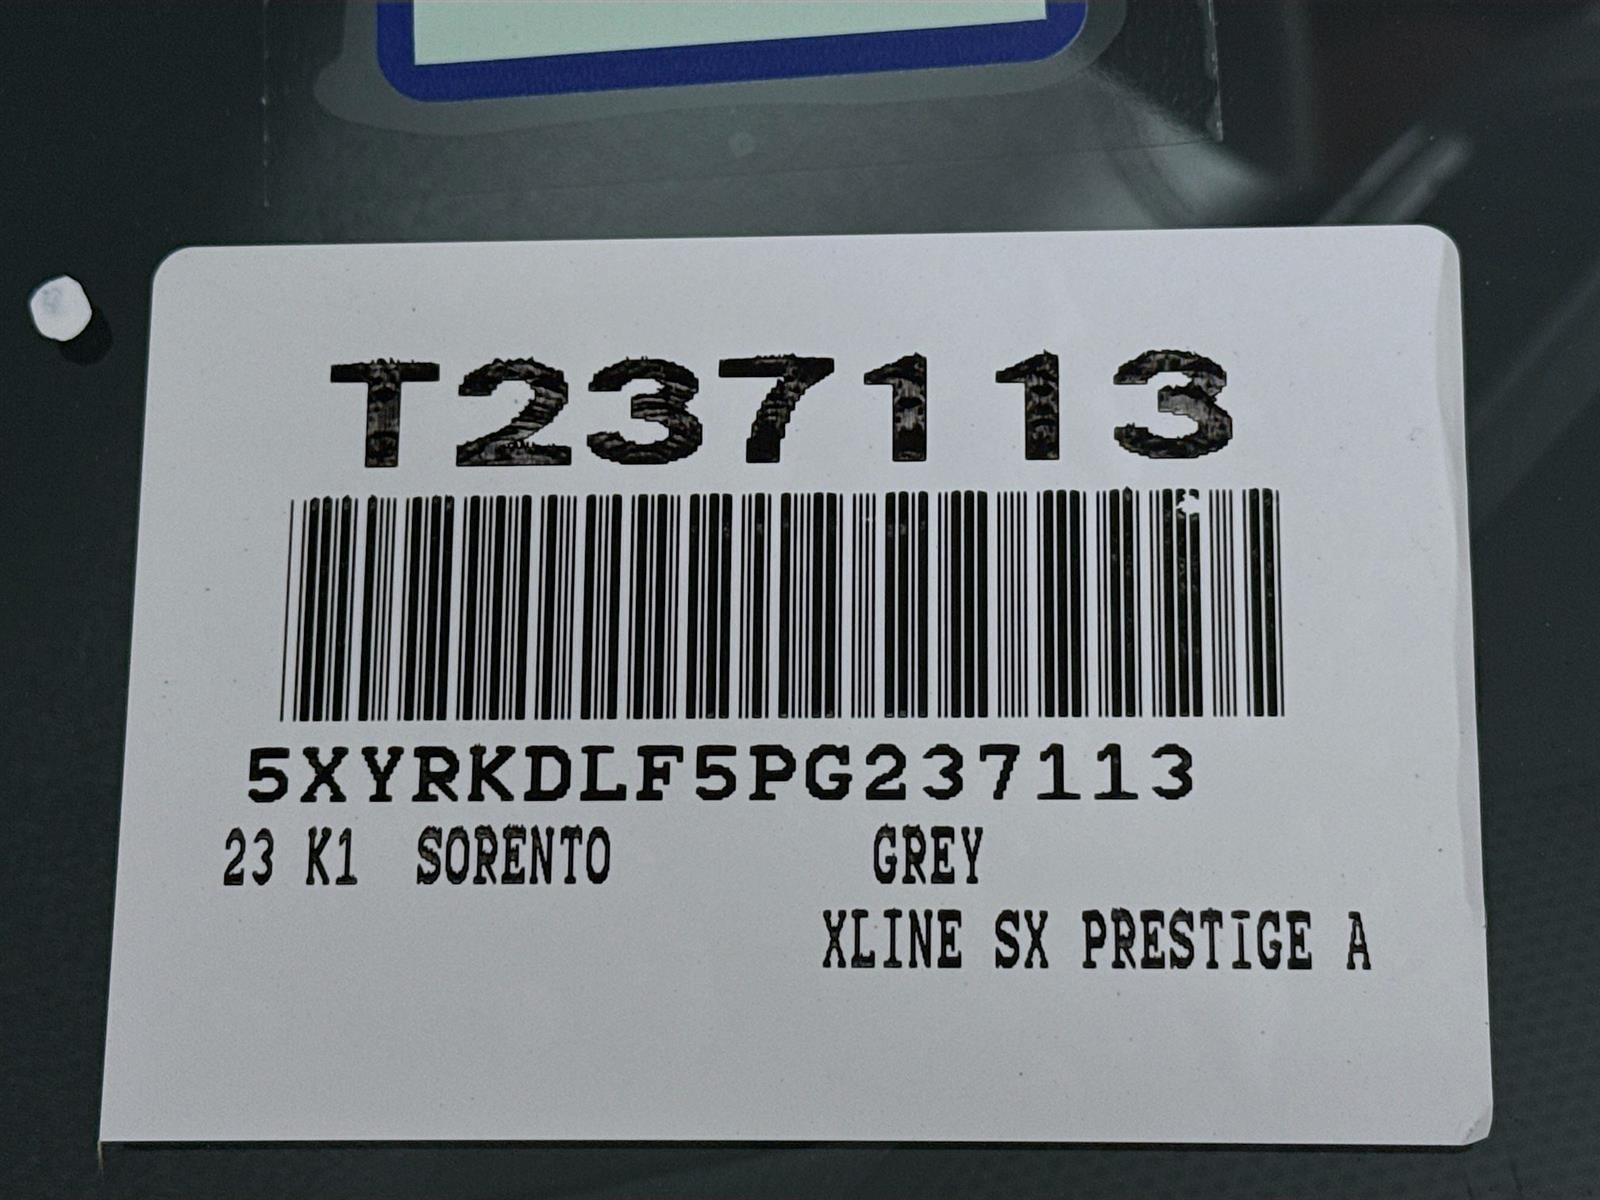 T237113
5XYRKDLF5PG237113
23 K1 SORENTO GREY
XLINE SX PRESTIGE A